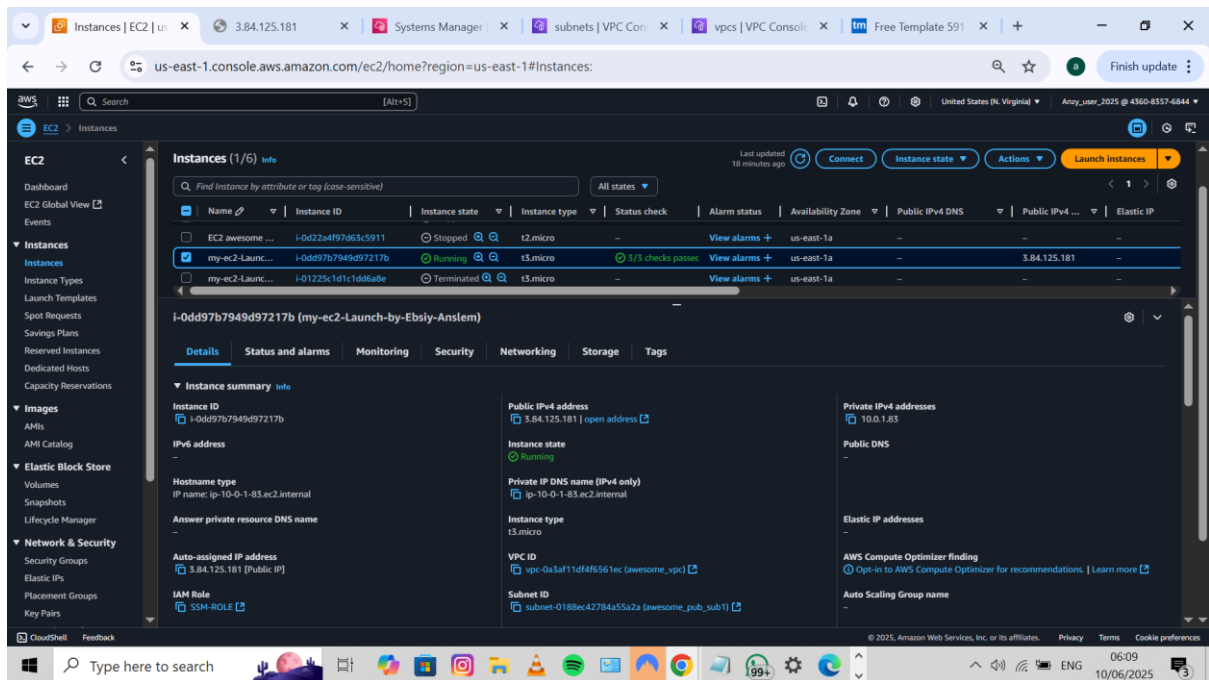 Instances | EC2 | us
3.84.125.181
Systems Manager
subnets | VPC Con
vpcs | VPC Console
tm Free Template 591
us-east-1.console.aws.amazon.com/ec2/home?region=us-east-1#Instances:
a
Finish update
aws
Search
[Alt+S]
United States (N. Virginia)
Anzy_user_2025 @ 4360-8357-6844
EC2 > Instances
EC2
Dashboard
EC2 Global View
Events
Instances
Instances
Instance Types
Launch Templates
Spot Requests
Savings Plans
Reserved Instances
Dedicated Hosts
Capacity Reservations
Images
AMIs
AMI Catalog
Elastic Block Store
Volumes
Snapshots
Lifecycle Manager
Network & Security
Security Groups
Elastic IPs
Placement Groups
Key Pairs
Instances (1/6) Info
Last updated
18 minutes ago
Connect
Instance state
Actions
Launch instances
Find Instance by attribute or tag (case-sensitive)
All states
1
Name Instance ID Instance state Instance type Status check Alarm status Availability Zone Public IPv4 DNS Public IPv4 ... Elastic IP
EC2 awesome ... i-0d22a4f97d63c5911 Stopped t2.micro – View alarms + us-east-1a – – –
my-ec2-Launc... i-0dd97b7949d97217b Running t3.micro 3/3 checks passec View alarms + us-east-1a – 3.84.125.181 –
my-ec2-Launc... i-01225c1d1c1dd6a8e Terminated t3.micro – View alarms + us-east-1a – – –
i-0dd97b7949d97217b (my-ec2-Launch-by-Ebsiy-Anslem)
Details Status and alarms Monitoring Security Networking Storage Tags
Instance summary Info
Instance ID
i-0dd97b7949d97217b
Public IPv4 address
3.84.125.181 | open address
Private IPv4 addresses
10.0.1.83
IPv6 address
–
Instance state
Running
Public DNS
–
Hostname type
IP name: ip-10-0-1-83.ec2.internal
Private IP DNS name (IPv4 only)
ip-10-0-1-83.ec2.internal
Answer private resource DNS name
–
Instance type
t3.micro
Elastic IP addresses
–
Auto-assigned IP address
3.84.125.181 [Public IP]
VPC ID
vpc-0a3af11df4f6561ec (awesome_vpc)
AWS Compute Optimizer finding
Opt-in to AWS Compute Optimizer for recommendations. | Learn more
IAM Role
SSM-ROLE
Subnet ID
subnet-0188ec42784a55a2a (awesome_pub_sub1)
Auto Scaling Group name
–
CloudShell Feedback
© 2025, Amazon Web Services, Inc. or its affiliates. Privacy Terms Cookie preferences
Type here to search
99+
ENG
06:09
10/06/2025
3